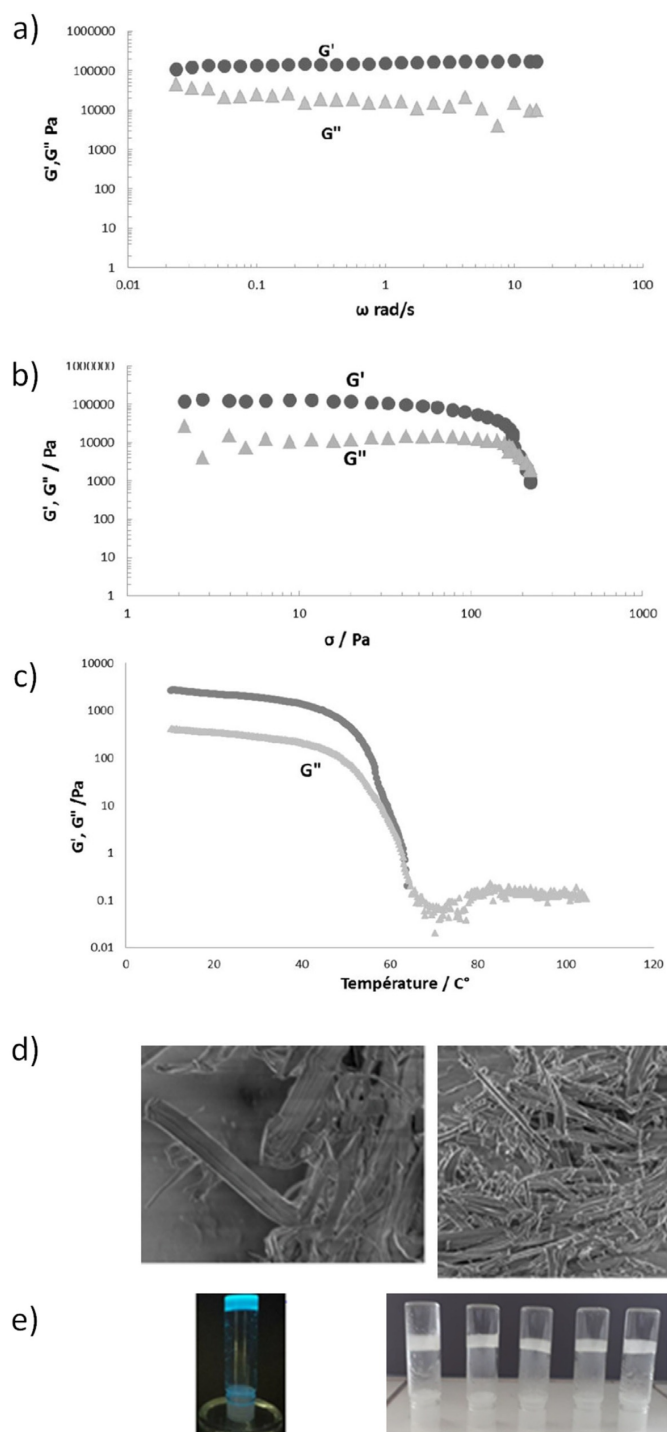 a)
1000000
G'
100000
10000
G"
1000
100
10
1
G',G" Pa
0.01 0.1 1 10 100
ω rad/s
b)
1000000
G'
100000
10000
G"
1000
100
10
1
G', G" / Pa
1 10 100 1000
σ / Pa
c)
10000
1000
100
G"
10
1
0.1
0.01
G', G" /Pa
0 20 40 60 80 100 120
Température / C°
d)
e)